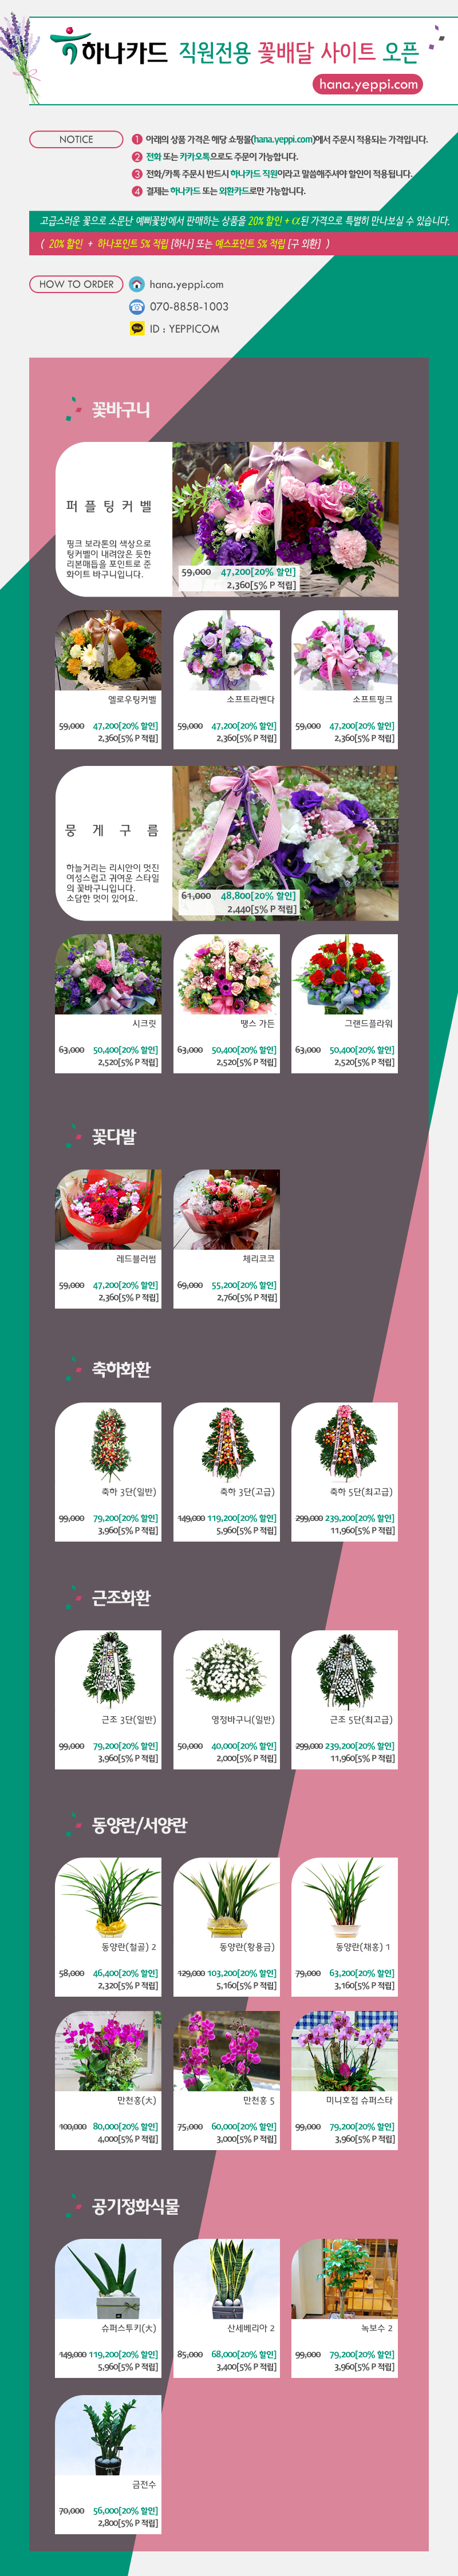 하나카드 직원전용 꽃배달 사이트 오픈
hana.yeppi.com
NOTICE
1 아래의 상품 가격은 해당 쇼핑몰(hana.yeppi.com)에서 주문시 적용되는 가격입니다.
2 전화 또는 카카오톡으로도 주문이 가능합니다.
3 전화/카톡 주문시 반드시 하나카드 직원이라고 말씀해주셔야 할인이 적용됩니다.
4 결제는 하나카드 또는 외환카드로만 가능합니다.
고급스러운 꽃으로 소문난 예삐꽃방에서 판매하는 상품을 20% 할인 + α 된 가격으로 특별히 만나보실 수 있습니다.
( 20% 할인 + 하나포인트 5% 적립 [하나] 또는 예스포인트 5% 적립 [구 외환] )
HOW TO ORDER
hana.yeppi.com
070-8858-1003
TALK
ID : YEPPICOM
꽃바구니
퍼플팅커벨
핑크 보라톤의 색상으로
팅커벨이 내려앉은 듯한
리본매듭을 포인트로 준
화이트 바구니입니다.
59,000 47,200[20% 할인]
2,360[5% P 적립]
옐로우팅커벨
59,000 47,200[20% 할인]
2,360[5% P 적립]
소프트라벤다
59,000 47,200[20% 할인]
2,360[5% P 적립]
소프트핑크
59,000 47,200[20% 할인]
2,360[5% P 적립]
뭉게구름
하늘거리는 리시안이 멋진
여성스럽고 귀여운 스타일
의 꽃바구니입니다.
소담한 멋이 있어요.
61,000 48,800[20% 할인]
2,440[5% P 적립]
시크릿
63,000 50,400[20% 할인]
2,520[5% P 적립]
땡스 가든
63,000 50,400[20% 할인]
2,520[5% P 적립]
그랜드플라워
63,000 50,400[20% 할인]
2,520[5% P 적립]
꽃다발
레드블러썸
59,000 47,200[20% 할인]
2,360[5% P 적립]
체리코코
69,000 55,200[20% 할인]
2,760[5% P 적립]
축하화환
축하 3단(일반)
99,000 79,200[20% 할인]
3,960[5% P 적립]
축하 3단(고급)
149,000 119,200[20% 할인]
5,960[5% P 적립]
축하 5단(최고급)
299,000 239,200[20% 할인]
11,960[5% P 적립]
근조화환
근조 3단(일반)
99,000 79,200[20% 할인]
3,960[5% P 적립]
영정바구니(일반)
50,000 40,000[20% 할인]
2,000[5% P 적립]
근조 5단(최고급)
299,000 239,200[20% 할인]
11,960[5% P 적립]
동양란/서양란
동양란(철골) 2
58,000 46,400[20% 할인]
2,320[5% P 적립]
동양란(황용금)
129,000 103,200[20% 할인]
5,160[5% P 적립]
동양란(채홍) 1
79,000 63,200[20% 할인]
3,160[5% P 적립]
만천홍(大)
100,000 80,000[20% 할인]
4,000[5% P 적립]
만천홍 5
75,000 60,000[20% 할인]
3,000[5% P 적립]
미니호접 슈퍼스타
99,000 79,200[20% 할인]
3,960[5% P 적립]
공기정화식물
슈퍼스투키(大)
149,000 119,200[20% 할인]
5,960[5% P 적립]
산세베리아 2
85,000 68,000[20% 할인]
3,400[5% P 적립]
녹보수 2
99,000 79,200[20% 할인]
3,960[5% P 적립]
금전수
70,000 56,000[20% 할인]
2,800[5% P 적립]